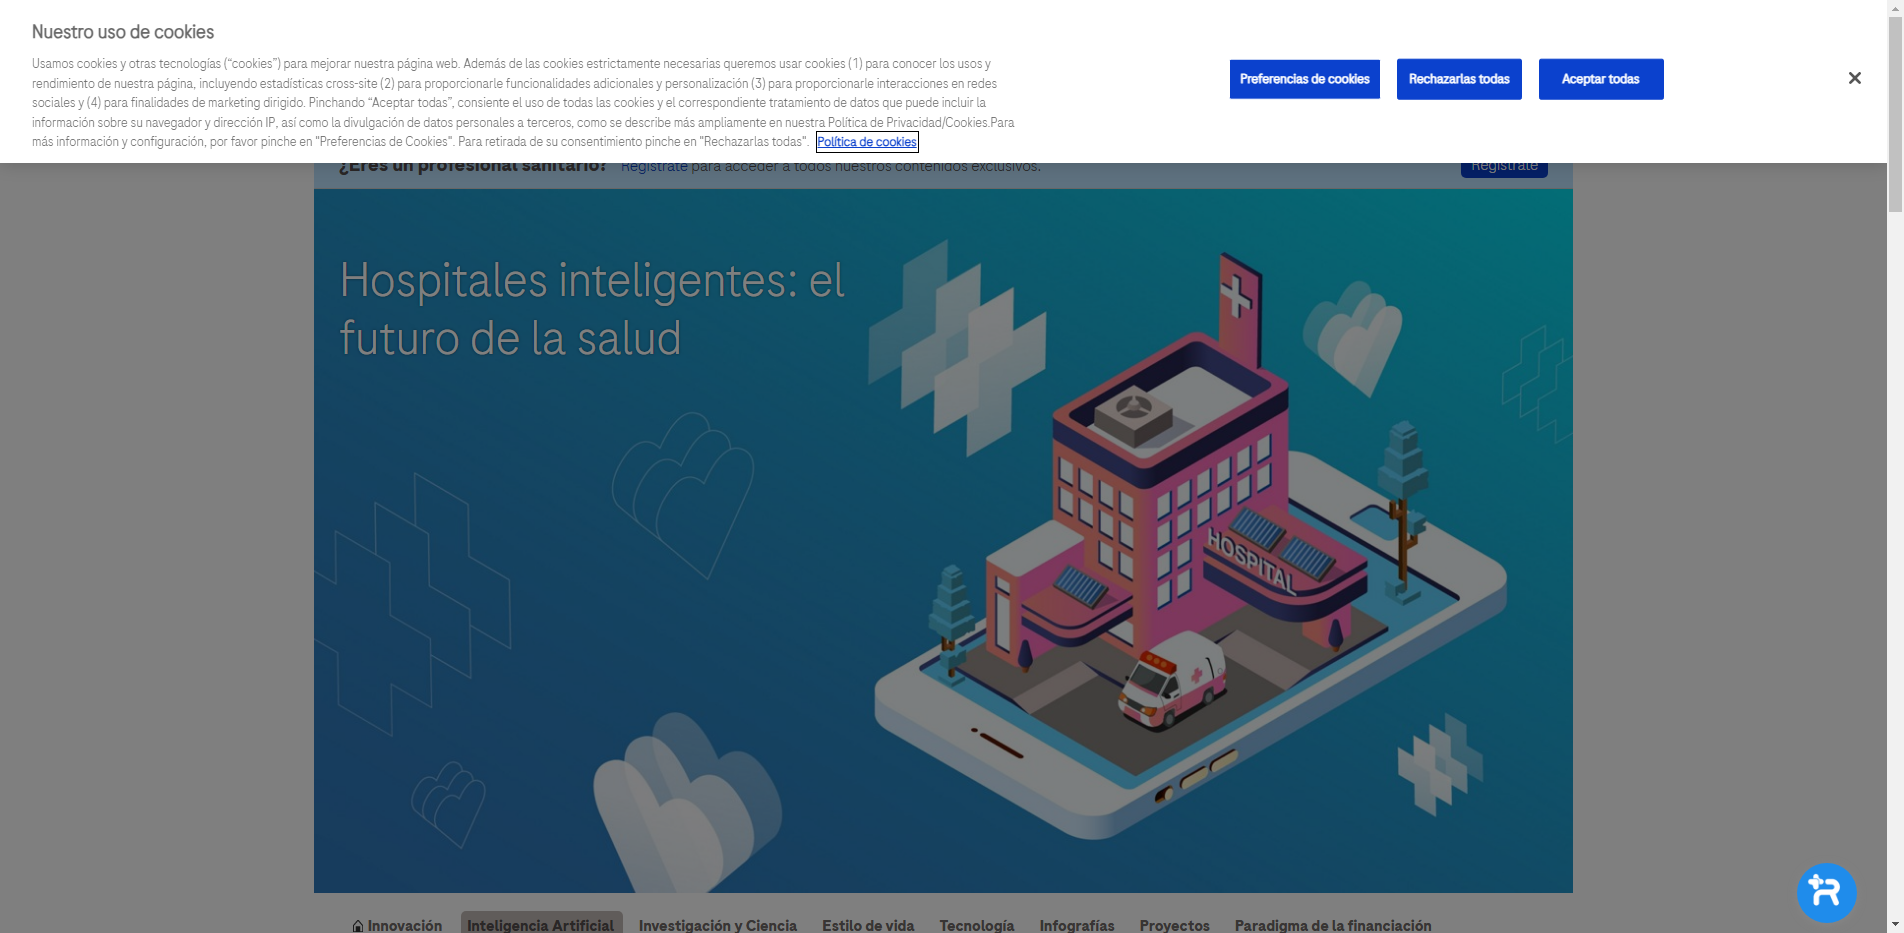 Nuestro uso de cookies
Usamos cookies y otras tecnologías (“cookies”) para mejorar nuestra página web. Además de las cookies estrictamente necesarias queremos usar cookies (1) para conocer los usos y
rendimiento de nuestra página, incluyendo estadísticas cross-site (2) para proporcionarle funcionalidades adicionales y personalización (3) para proporcionarle interacciones en redes
sociales y (4) para finalidades de marketing dirigido. Pinchando “Aceptar todas”, consiente el uso de todas las cookies y el correspondiente tratamiento de datos que puede incluir la
información sobre su navegador y dirección IP, así como la divulgación de datos personales a terceros, como se describe más ampliamente en nuestra Política de Privacidad/Cookies.Para
más información y configuración, por favor pinche en "Preferencias de Cookies". Para retirada de su consentimiento pinche en "Rechazarlas todas". Política de cookies
Preferencias de cookies
Rechazarlas todas
Aceptar todas
¿Eres un profesional sanitario? Regístrate para acceder a todos nuestros contenidos exclusivos.
Regístrate
Hospitales inteligentes: el
futuro de la salud
HOSPITAL
Innovación
Inteligencia Artificial
Investigación y Ciencia
Estilo de vida
Tecnología
Infografías
Proyectos
Paradigma de la financiación